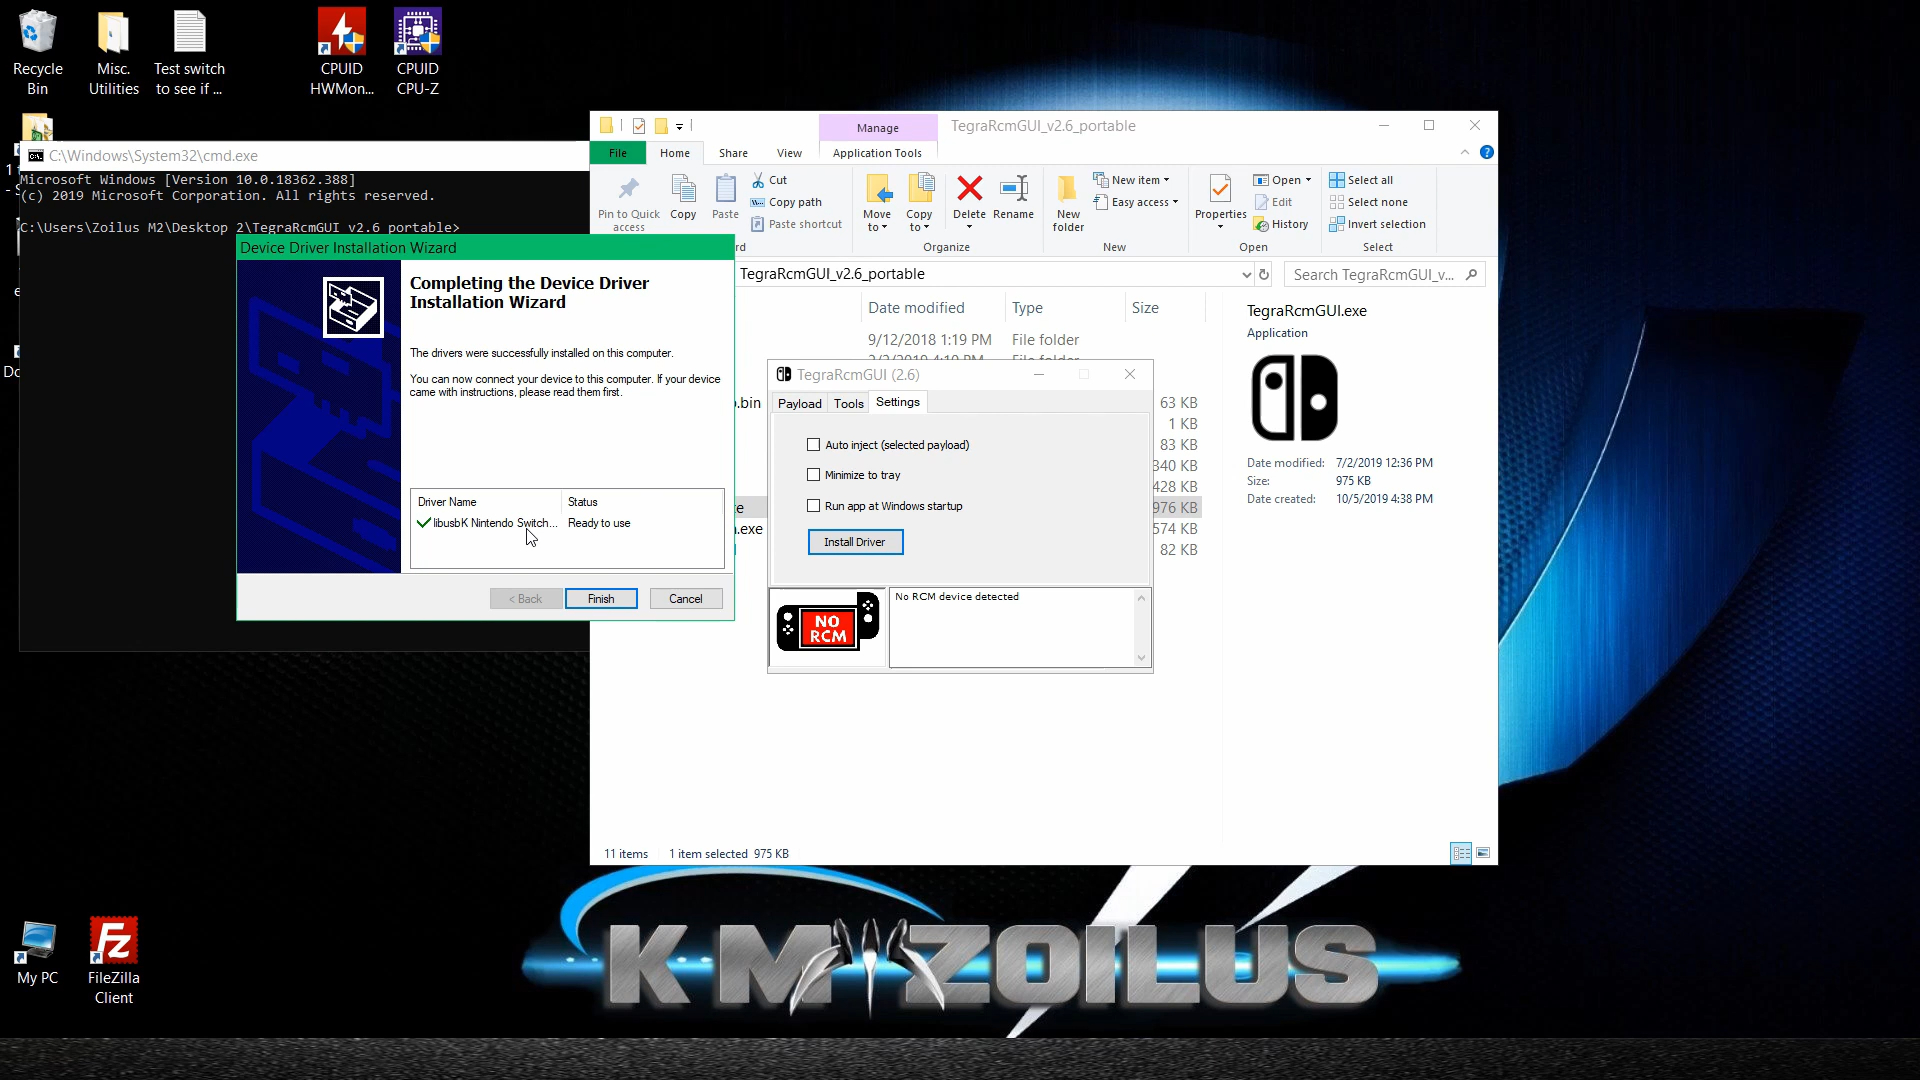 Recycle
Bin
Misc.
Utilities
Test switch
to see if ...
CPUID
HWMon...
CPUID
CPU-Z
C:\Windows\System32\cmd.exe
Microsoft Windows [Version 10.0.18362.388]
(c) 2019 Microsoft Corporation. All rights reserved.
C:\Users\Zoilus M2\Desktop 2\TegraRcmGUI_v2.6_portable>
Device Driver Installation Wizard
Completing the Device Driver
Installation Wizard
The drivers were successfully installed on this computer.
You can now connect your device to this computer. If your device
came with instructions, please read them first.
Driver Name Status
libusbK Nintendo Switch... Ready to use
< Back Finish Cancel
Manage
TegraRcmGUI_v2.6_portable
File Home Share View Application Tools
Pin to Quick
access
Copy
Paste
Cut
Copy path
Paste shortcut
Move
to
Copy
to
Delete
Rename
Organize
New
folder
New item
Easy access
New
Properties
Open
Edit
History
Open
Select all
Select none
Invert selection
Select
TegraRcmGUI_v2.6_portable
Search TegraRcmGUI_v...
Date modified Type Size
9/12/2018 1:19 PM File folder
.bin 63 KB
1 KB
83 KB
340 KB
428 KB
976 KB
.exe 574 KB
82 KB
TegraRcmGUI.exe
Application
Date modified: 7/2/2019 12:36 PM
Size: 975 KB
Date created: 10/5/2019 4:38 PM
TegraRcmGUI (2.6)
Payload Tools Settings
Auto inject (selected payload)
Minimize to tray
Run app at Windows startup
Install Driver
NO
RCM
No RCM device detected
11 items 1 item selected 975 KB
My PC
FileZilla
Client
Fz
KM ZOILUS